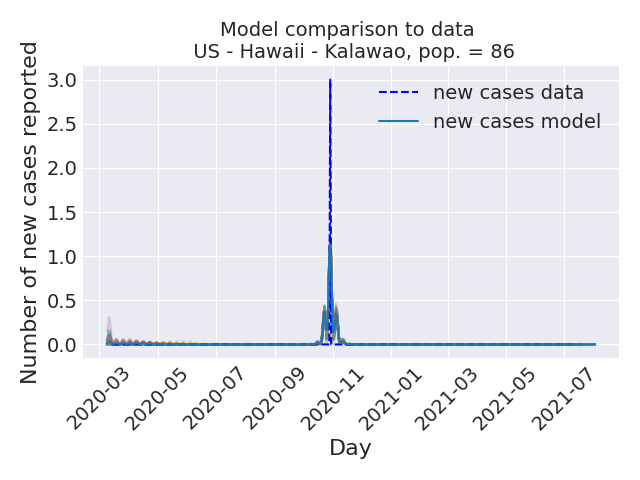 Model comparison to data
US - Hawaii - Kalawao, pop. = 86
Number of new cases reported
3.0
2.5
2.0
1.5
1.0
0.5
0.0
new cases data
new cases model
2020-03
2020-05
2020-07
2020-09
2020-11
2021-01
2021-03
2021-05
2021-07
Day